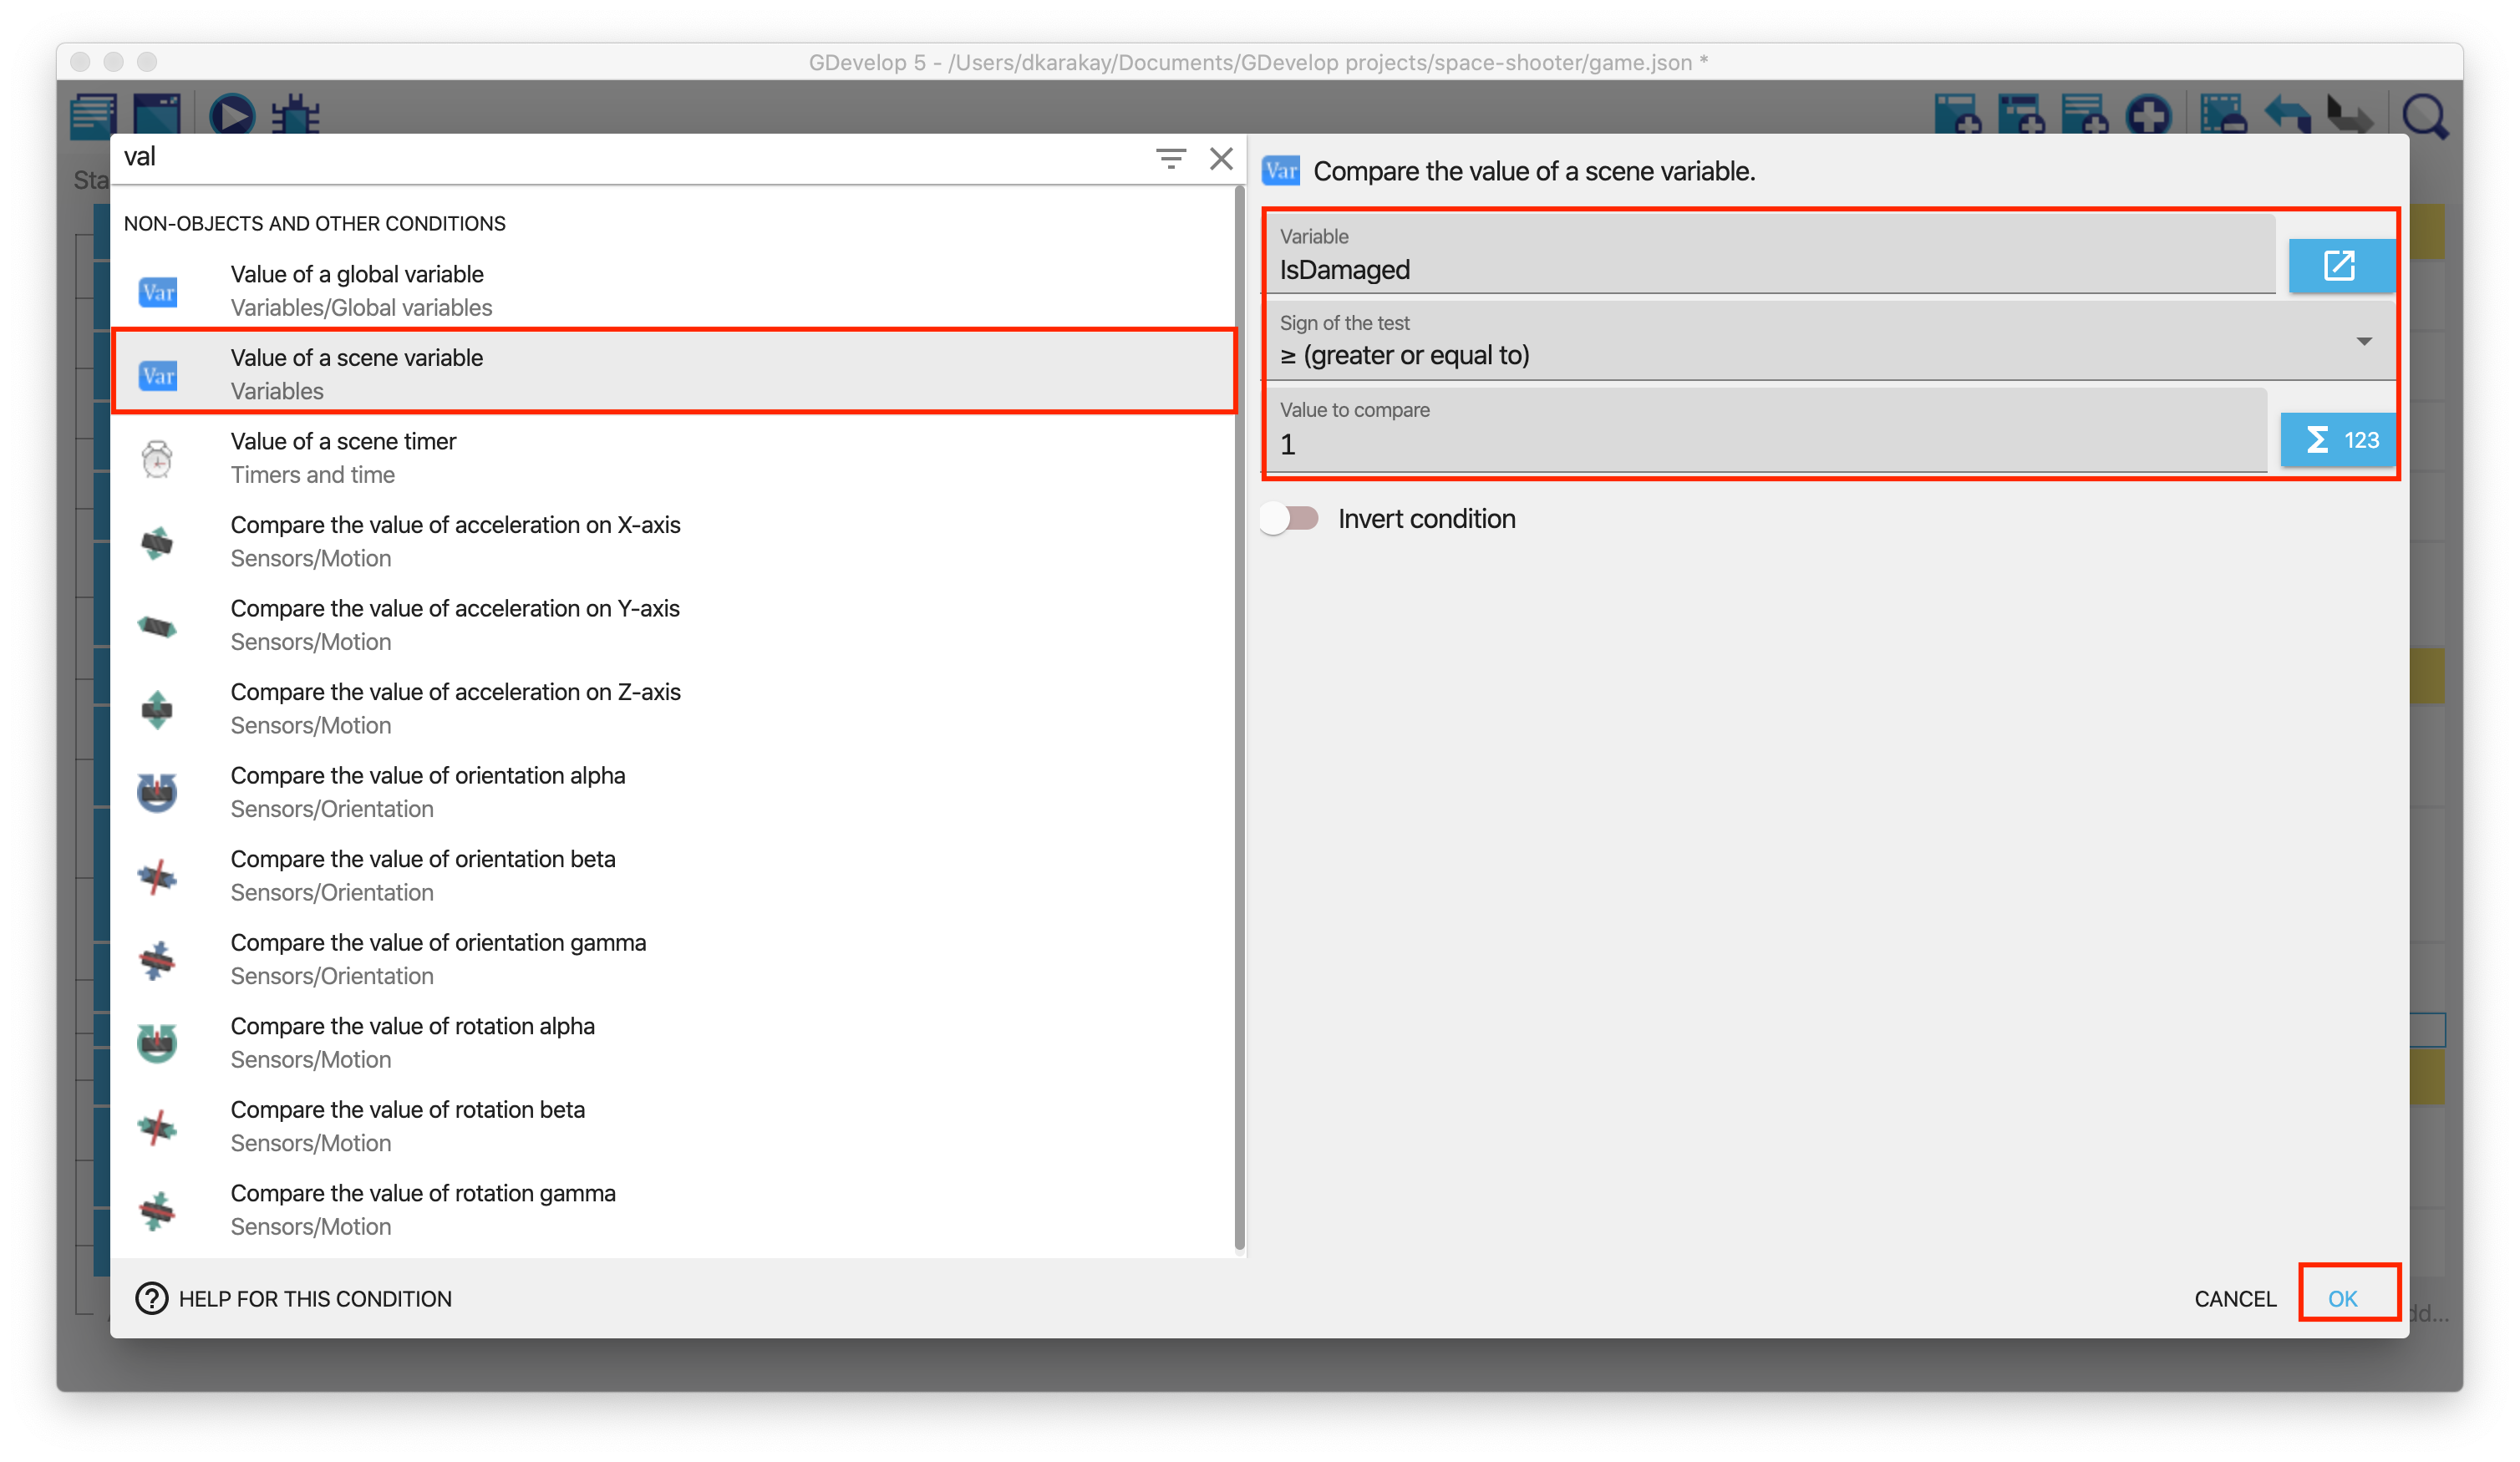 GDevelop 5 - /Users/dkarakay/Documents/GDevelop projects/space-shooter/game.json *
Sta
val
NON-OBJECTS AND OTHER CONDITIONS
Var
Value of a global variable
Variables/Global variables
Var
Value of a scene variable
Variables
Value of a scene timer
Timers and time
Compare the value of acceleration on X-axis
Sensors/Motion
Compare the value of acceleration on Y-axis
Sensors/Motion
Compare the value of acceleration on Z-axis
Sensors/Motion
Compare the value of orientation alpha
Sensors/Orientation
Compare the value of orientation beta
Sensors/Orientation
Compare the value of orientation gamma
Sensors/Orientation
Compare the value of rotation alpha
Sensors/Motion
Compare the value of rotation beta
Sensors/Motion
Compare the value of rotation gamma
Sensors/Motion
Var Compare the value of a scene variable.
Variable
IsDamaged
Sign of the test
≥ (greater or equal to)
Value to compare
1
Σ 123
Invert condition
? HELP FOR THIS CONDITION
CANCEL
OK
dd...